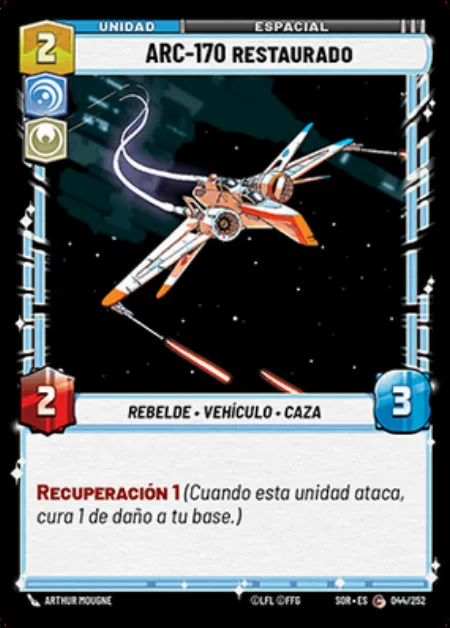 UNIDAD
ESPACIAL
2
ARC-170 RESTAURADO
2
REBELDE • VEHÍCULO • CAZA
3
RECUPERACIÓN 1 (Cuando esta unidad ataca,
cura 1 de daño a tu base.)
ARTHUR MOUGNE
©LFL ©FFG
SOR • ES
C
044/252